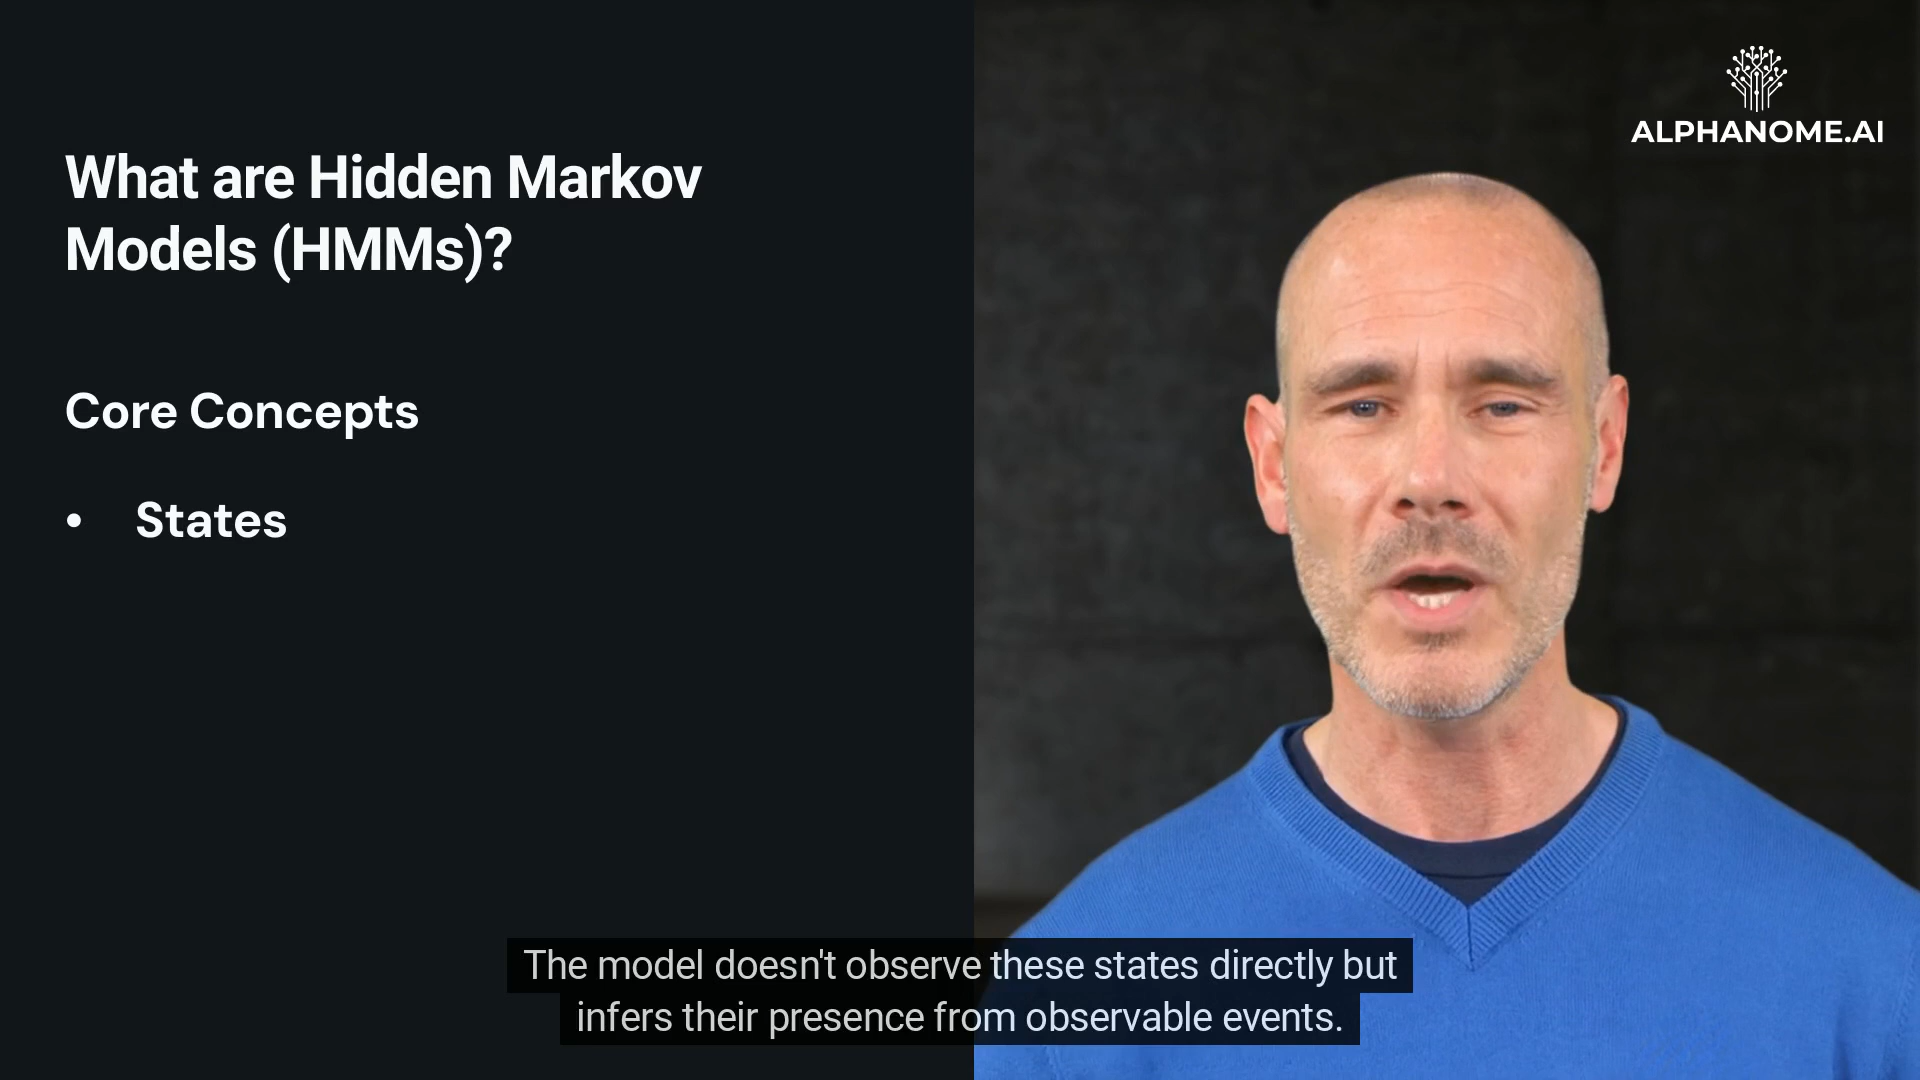 ALPHANOME.AI
What are Hidden Markov
Models (HMMs)?
Core Concepts
• States
The model doesn't observe these states directly but
infers their presence from observable events.